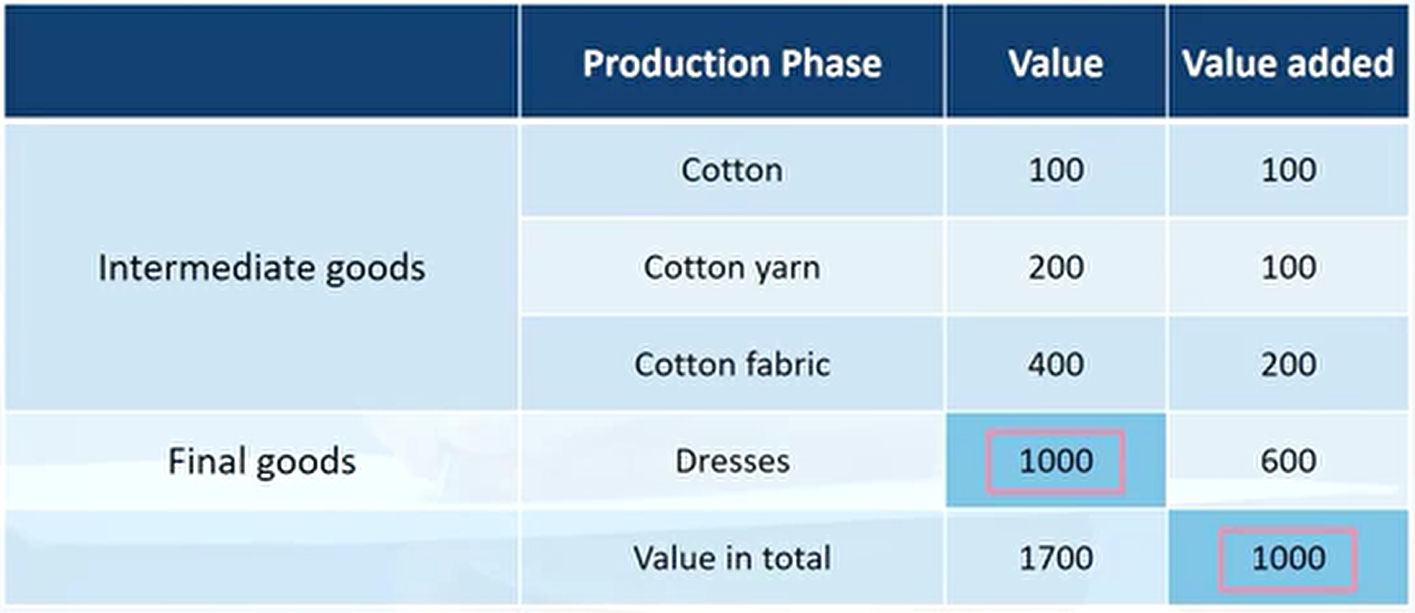 Production Phase Value Value added
Cotton 100 100
Intermediate goods Cotton yarn 200 100
Cotton fabric 400 200
Final goods Dresses 1000 600
Value in total 1700 1000